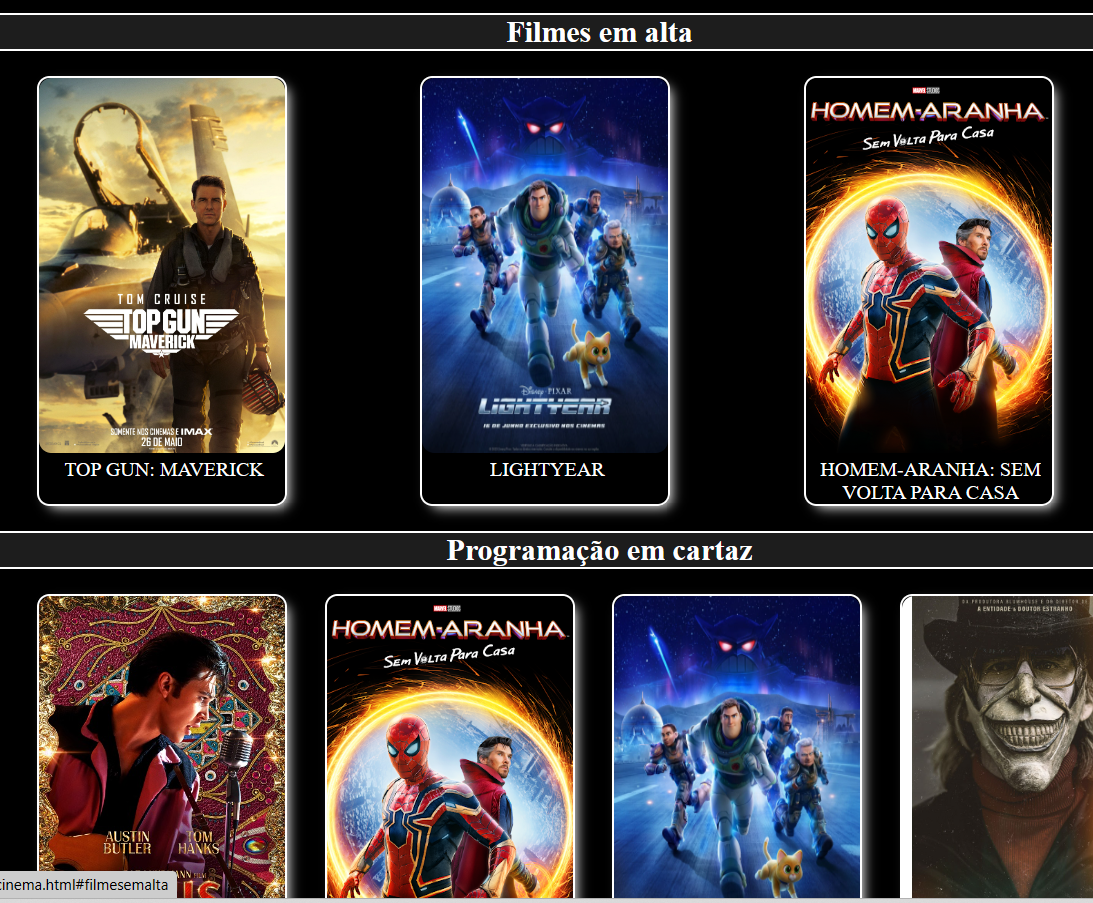 Filmes em alta
TOM CRUISE
TOP GUN
MAVERICK
SOMENTE NOS CINEMAS E IMAX
26 DE MAIO
TOP GUN: MAVERICK
Disney PIXAR
LIGHTYEAR
16 DE JUNHO EXCLUSIVO NOS CINEMAS
LIGHTYEAR
MARVEL STUDIOS
HOMEM-ARANHA
SEM VOLTA PARA CASA
HOMEM-ARANHA: SEM
VOLTA PARA CASA
Programação em cartaz
AUSTIN
BUTLER
TOM
HANKS
ANN FILM
IS
MARVEL STUDIOS
HOMEM-ARANHA
SEM VOLTA PARA CASA
DA PRODUTORA BLUMHOUSE E DO DIRETOR DE
A ENTIDADE & DOUTOR ESTRANHO
cinema.html#filmesemalta